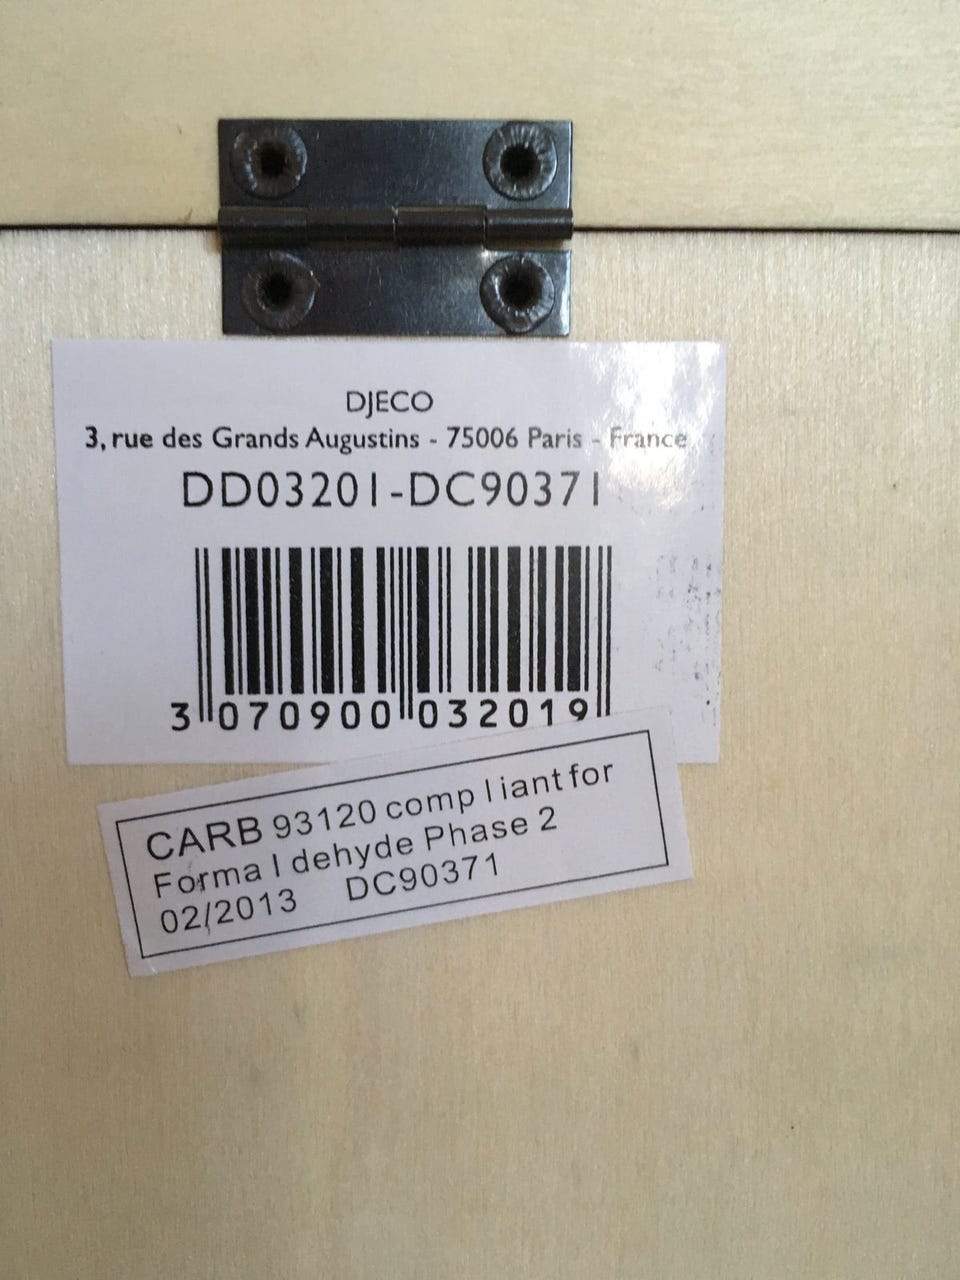 DJECO
3, rue des Grands Augustins - 75006 Paris - France
DD03201-DC90371
3 070900 032019
CARB 93120 comp l iant for
Forma l dehyde Phase 2
02/2013 DC90371